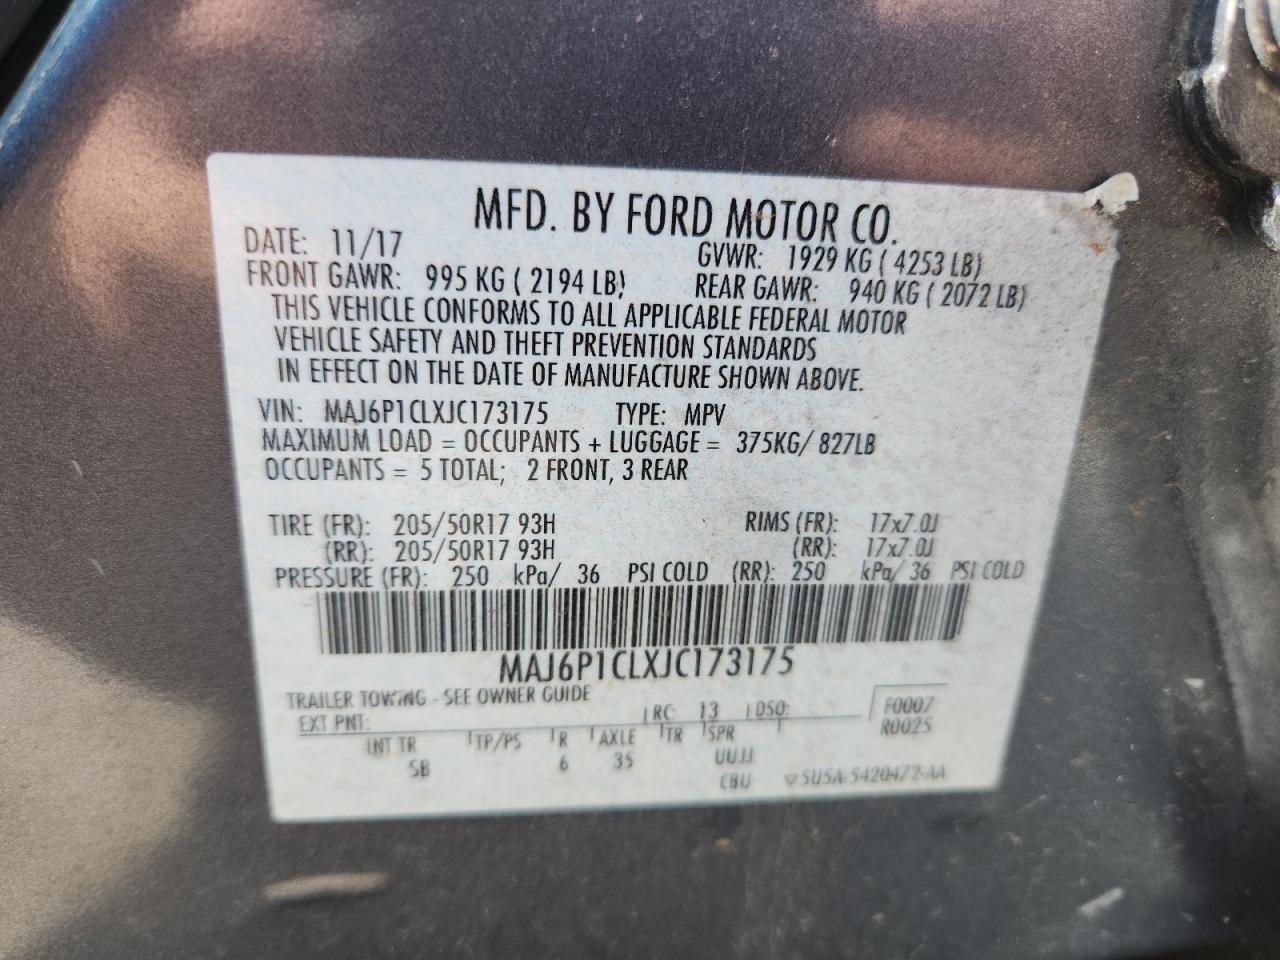 MFD. BY FORD MOTOR CO.
DATE: 11/17 GVWR: 1929 KG ( 4253 LB)
FRONT GAWR: 995 KG ( 2194 LB) REAR GAWR: 940 KG ( 2072 LB)
THIS VEHICLE CONFORMS TO ALL APPLICABLE FEDERAL MOTOR
VEHICLE SAFETY AND THEFT PREVENTION STANDARDS
IN EFFECT ON THE DATE OF MANUFACTURE SHOWN ABOVE.
VIN: MAJ6P1CLXJC173175 TYPE: MPV
MAXIMUM LOAD = OCCUPANTS + LUGGAGE = 375KG/ 827LB
OCCUPANTS = 5 TOTAL; 2 FRONT, 3 REAR
TIRE (FR): 205/50R17 93H RIMS (FR): 17x7.0J
(RR): 205/50R17 93H (RR): 17x7.0J
PRESSURE (FR): 250 kPa/ 36 PSI COLD (RR): 250 kPa/ 36 PSI COLD
MAJ6P1CLXJC173175
TRAILER TOWING - SEE OWNER GUIDE
EXT PNT: RC: 13 DSO: F0007
R0025
INT TR TP/PS R AXLE TR SPR
SB 6 35 UUJJ
CBU 5U5A-5420472-AA